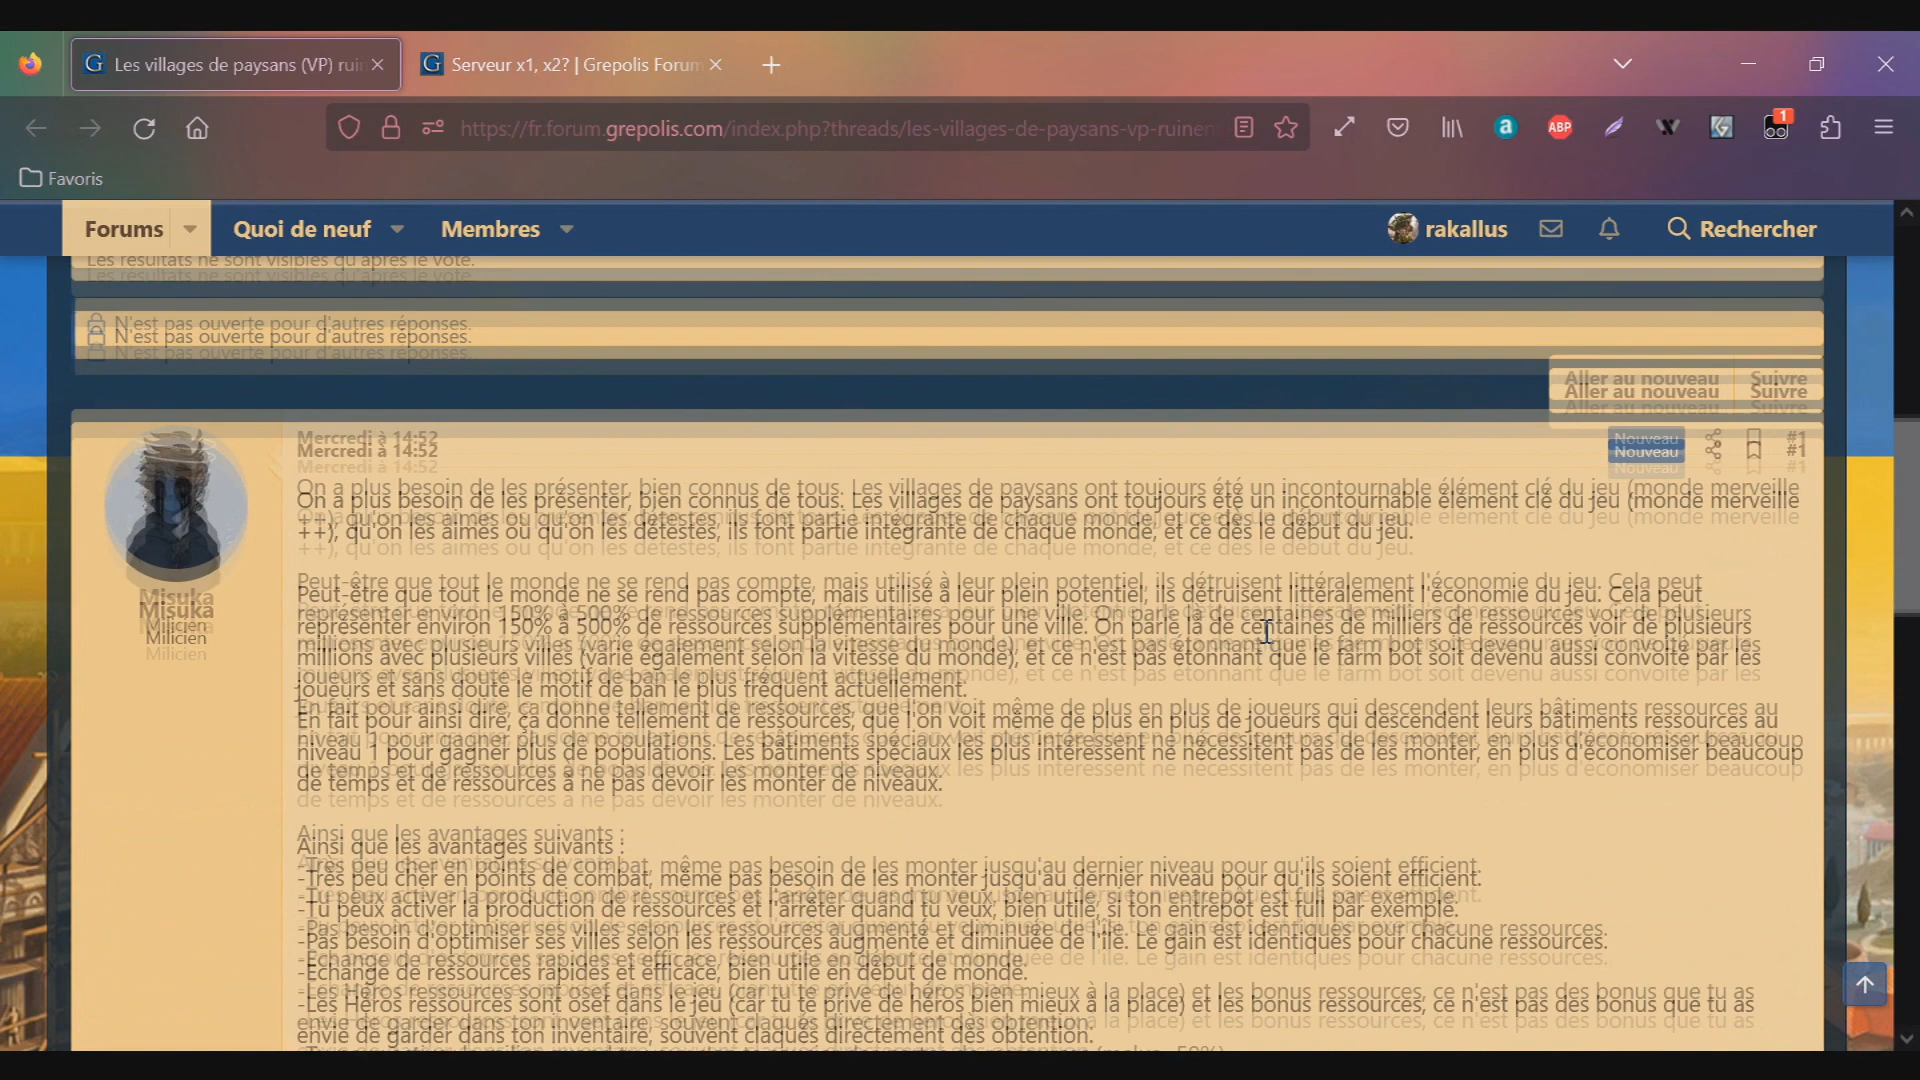 Les villages de paysans (VP) rui
Serveur x1, x2? | Grepolis Forum
https://fr.forum.grepolis.com/index.php?threads/les-villages-de-paysans-vp-ruinen
ABP
1
Favoris
Forums
Quoi de neuf
Membres
rakallus
Rechercher
Les résultats ne sont visibles qu'après le vote.
N'est pas ouverte pour d'autres réponses.
Aller au nouveau
Suivre
Mercredi à 14:52
Nouveau
#1
Misuka
Milicien
On a plus besoin de les présenter, bien connus de tous. Les villages de paysans ont toujours été un incontournable élément clé du jeu (monde merveille
++), qu'on les aimes ou qu'on les détestes, ils font partie intégrante de chaque monde, et ce dès le début du jeu.
Peut-être que tout le monde ne se rend pas compte, mais utilisé à leur plein potentiel, ils détruisent littéralement l'économie du jeu. Cela peut
représenter environ 150% à 500% de ressources supplémentaires pour une ville. On parle là de centaines de milliers de ressources voir de plusieurs
millions avec plusieurs villes (varie également selon la vitesse du monde), et ce n'est pas étonnant que le farm bot soit devenu aussi convoité par les
joueurs et sans doute le motif de ban le plus fréquent actuellement.
En fait pour ainsi dire, ça donne tellement de ressources, que l'on voit même de plus en plus de joueurs qui descendent leurs bâtiments ressources au
niveau 1 pour gagner plus de populations. Les bâtiments spéciaux les plus intéressent ne nécessitent pas de les monter, en plus d'économiser beaucoup
de temps et de ressources à ne pas devoir les monter de niveaux.
Ainsi que les avantages suivants :
-Très peu cher en points de combat, même pas besoin de les monter jusqu'au dernier niveau pour qu'ils soient efficient.
-Tu peux activer la production de ressources et l'arrêter quand tu veux, bien utile, si ton entrepôt est full par exemple.
-Pas besoin d'optimiser ses villes selon les ressources augmenté et diminuée de l'île. Le gain est identiques pour chacune ressources.
-Echange de ressources rapides et efficace, bien utile en début de monde.
-Les Héros ressources sont osef dans le jeu (car tu te prive de héros bien mieux à la place) et les bonus ressources, ce n'est pas des bonus que tu as
envie de garder dans ton inventaire, souvent claqués directement dès obtention.